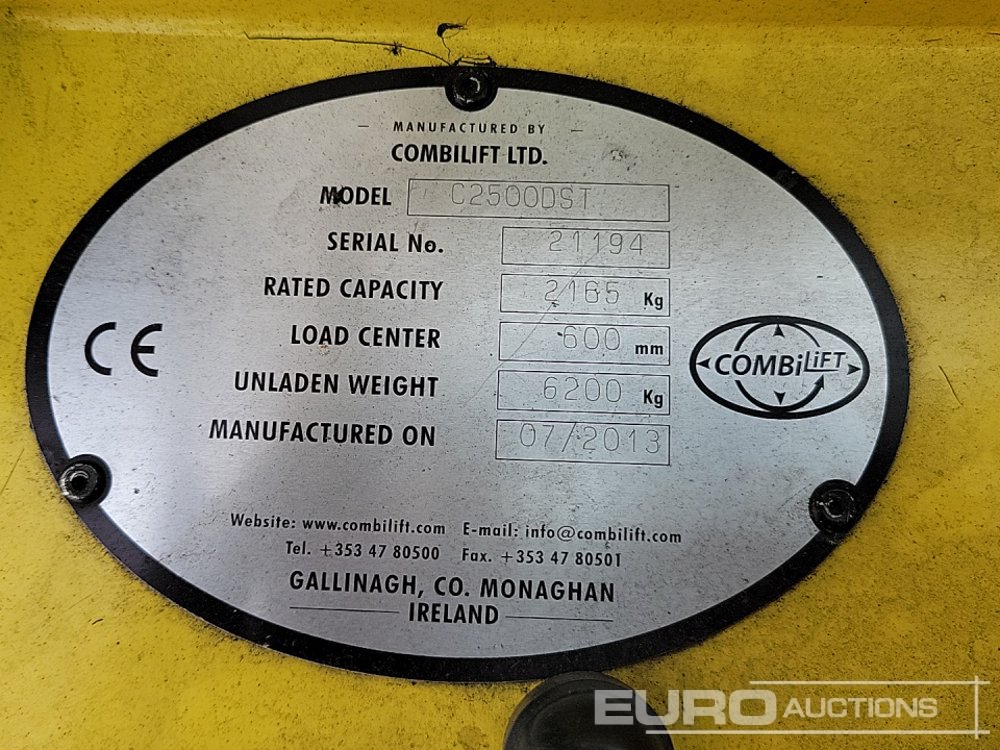 MANUFACTURED BY
COMBILIFT LTD.
MODEL C2500DST
SERIAL No. 21194
RATED CAPACITY 2165 Kg
LOAD CENTER 600 mm
UNLADEN WEIGHT 6200 Kg
MANUFACTURED ON 07/2013
CE
COMBiLiFT
Website: www.combilift.com E-mail: info@combilift.com
Tel. +353 47 80500 Fax. +353 47 80501
GALLINAGH, CO. MONAGHAN
IRELAND
EURO AUCTIONS